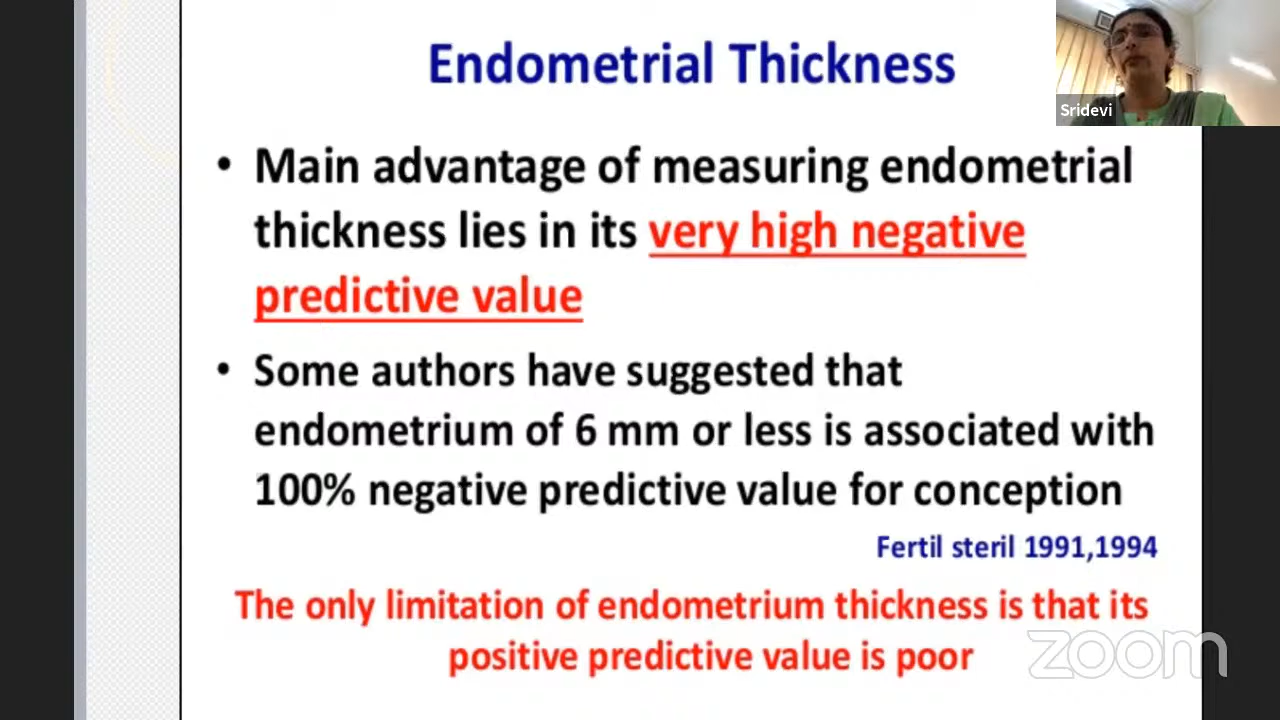 Endometrial Thickness
Sridevi
• Main advantage of measuring endometrial
thickness lies in its very high negative
predictive value
• Some authors have suggested that
endometrium of 6 mm or less is associated with
100% negative predictive value for conception
Fertil steril 1991,1994
The only limitation of endometrium thickness is that its
positive predictive value is poor
zoom